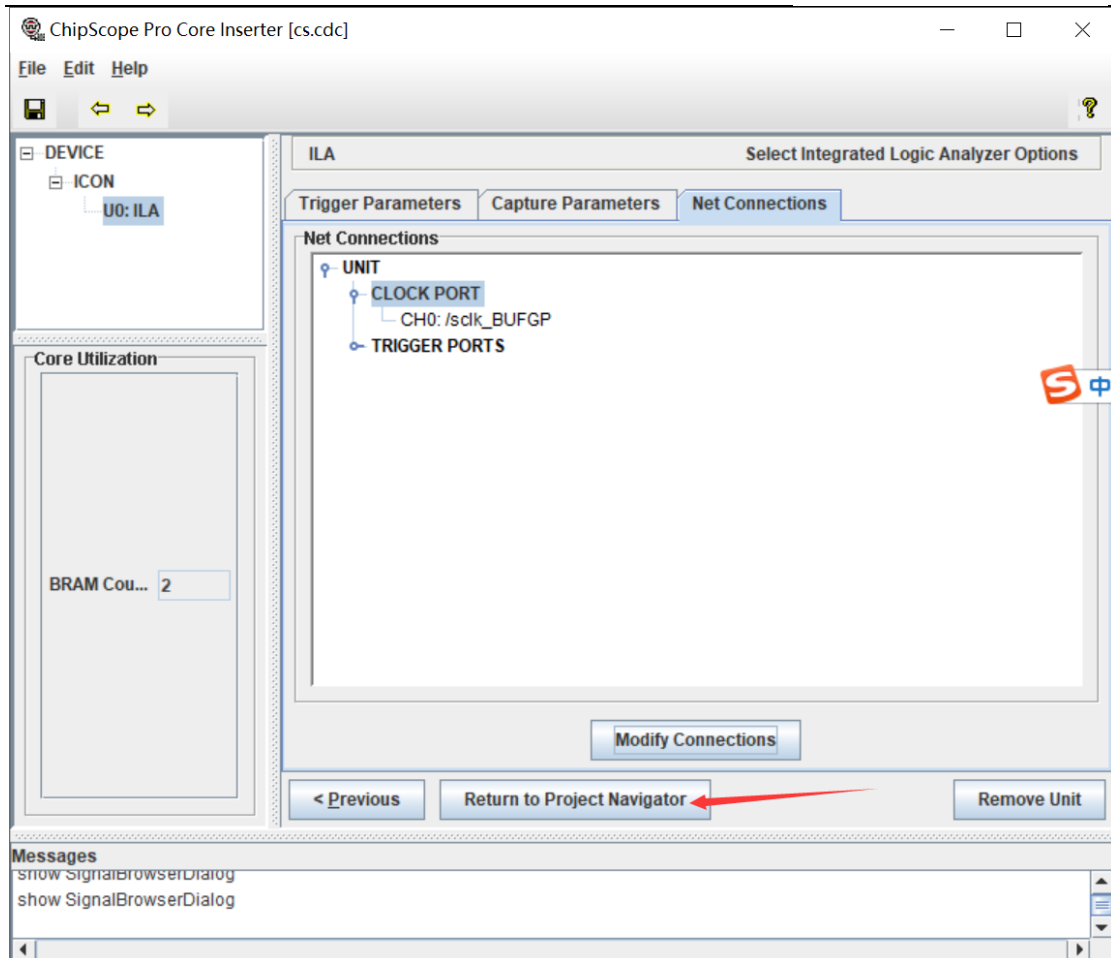 ChipScope Pro Core Inserter [cs.cdc]
File Edit Help
DEVICE
ICON
U0: ILA
ILA
Select Integrated Logic Analyzer Options
Trigger Parameters
Capture Parameters
Net Connections
Net Connections
UNIT
CLOCK PORT
CH0: /sclk_BUFGP
TRIGGER PORTS
Core Utilization
BRAM Cou... 2
中
Modify Connections
< Previous
Return to Project Navigator
Remove Unit
Messages
show SignalBrowserDialog
show SignalBrowserDialog